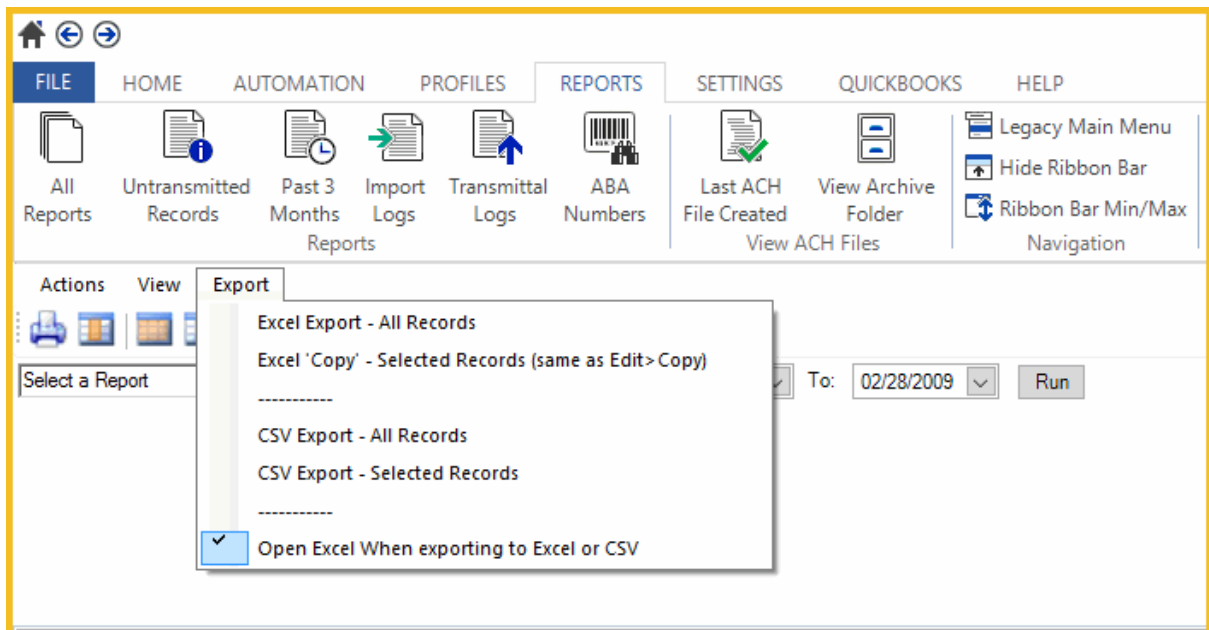 FILE HOME AUTOMATION PROFILES REPORTS SETTINGS QUICKBOOKS HELP
All Reports
Untransmitted Records
Past 3 Months
Import Logs
Transmittal Logs
ABA Numbers
Reports
Last ACH File Created
View Archive Folder
View ACH Files
Legacy Main Menu
Hide Ribbon Bar
Ribbon Bar Min/Max
Navigation
Actions View Export
Excel Export - All Records
Excel 'Copy' - Selected Records (same as Edit>Copy)
-----------
CSV Export - All Records
CSV Export - Selected Records
-----------
Open Excel When exporting to Excel or CSV
Select a Report To: 02/28/2009 Run